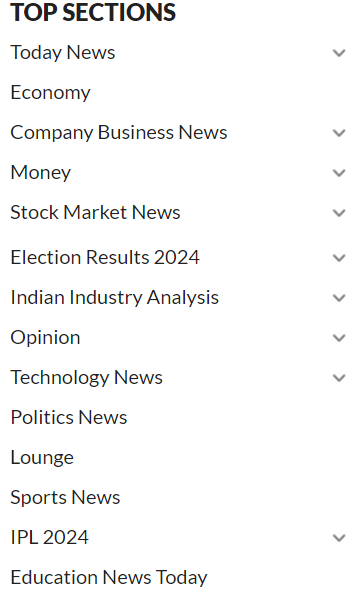 TOP SECTIONS
Today News
Economy
Company Business News
Money
Stock Market News
Election Results 2024
Indian Industry Analysis
Opinion
Technology News
Politics News
Lounge
Sports News
IPL 2024
Education News Today